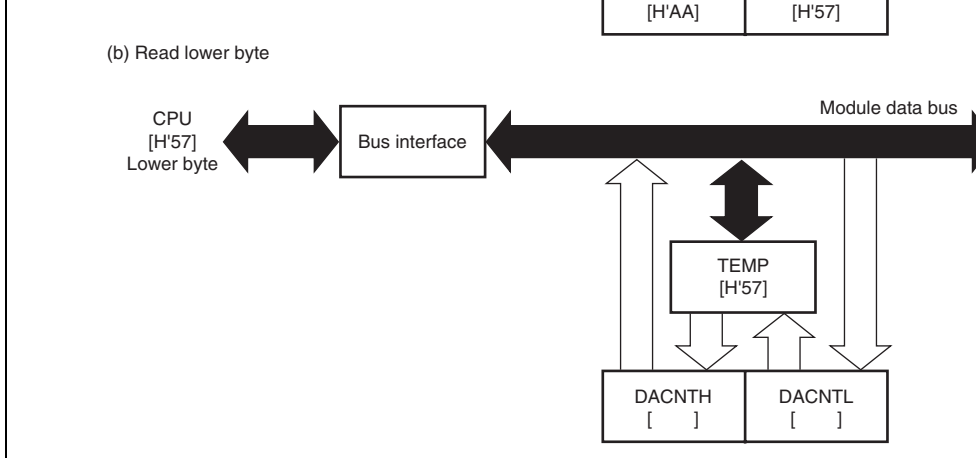 [H'AA] [H'57]
(b) Read lower byte
Module data bus
CPU
[H'57]
Lower byte
Bus interface
TEMP
[H'57]
DACNTH
[ ]
DACNTL
[ ]